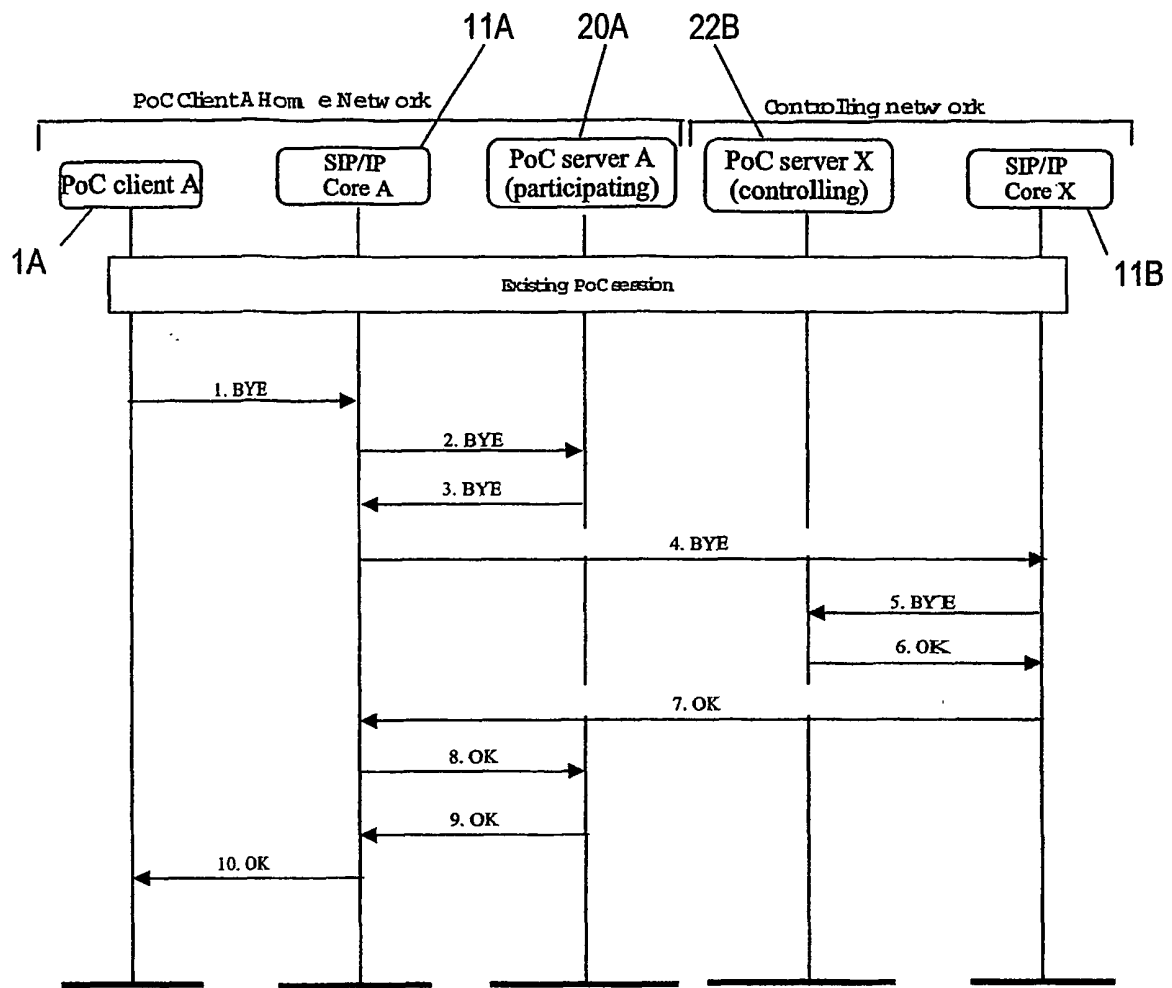 11A 20A 22B
PoC Client A Home Network Controlling network
PoC client A
SIP/IP
Core A
PoC server A
(participating)
PoC server X
(controlling)
SIP/IP
Core X
1A
11B
Existing PoC session
1. BYE
2. BYE
3. BYE
4. BYE
5. BYE
6. OK
7. OK
8. OK
9. OK
10. OK